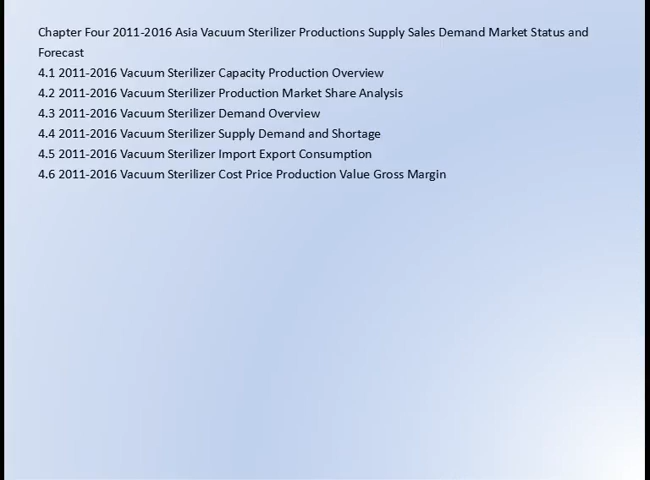 Chapter Four 2011-2016 Asia Vacuum Sterilizer Productions Supply Sales Demand Market Status and
Forecast
4.1 2011-2016 Vacuum Sterilizer Capacity Production Overview
4.2 2011-2016 Vacuum Sterilizer Production Market Share Analysis
4.3 2011-2016 Vacuum Sterilizer Demand Overview
4.4 2011-2016 Vacuum Sterilizer Supply Demand and Shortage
4.5 2011-2016 Vacuum Sterilizer Import Export Consumption
4.6 2011-2016 Vacuum Sterilizer Cost Price Production Value Gross Margin